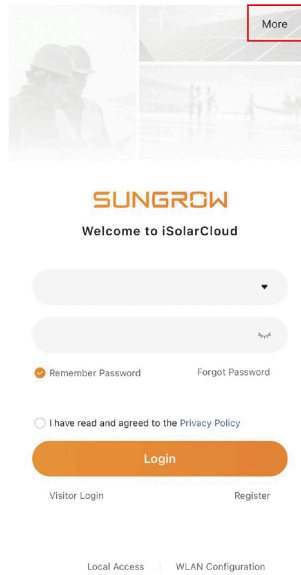 More
SUNGROW
Welcome to iSolarCloud
Remember Password
Forgot Password
I have read and agreed to the Privacy Policy
Login
Visitor Login
Register
Local Access
WLAN Configuration